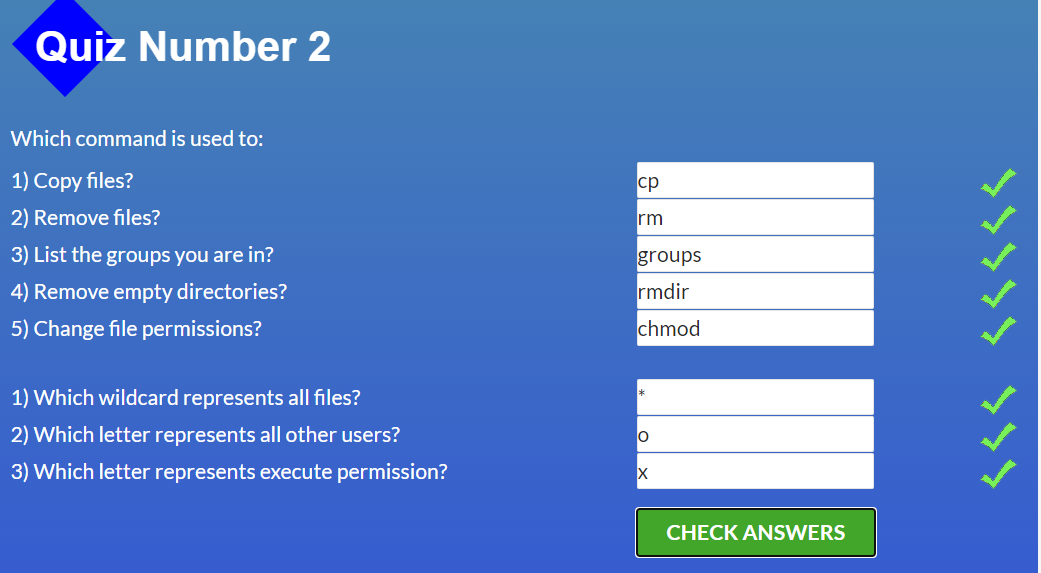 Quiz Number 2
Which command is used to:
1) Copy files? cp
2) Remove files? rm
3) List the groups you are in? groups
4) Remove empty directories? rmdir
5) Change file permissions? chmod
1) Which wildcard represents all files? *
2) Which letter represents all other users? o
3) Which letter represents execute permission? x
CHECK ANSWERS